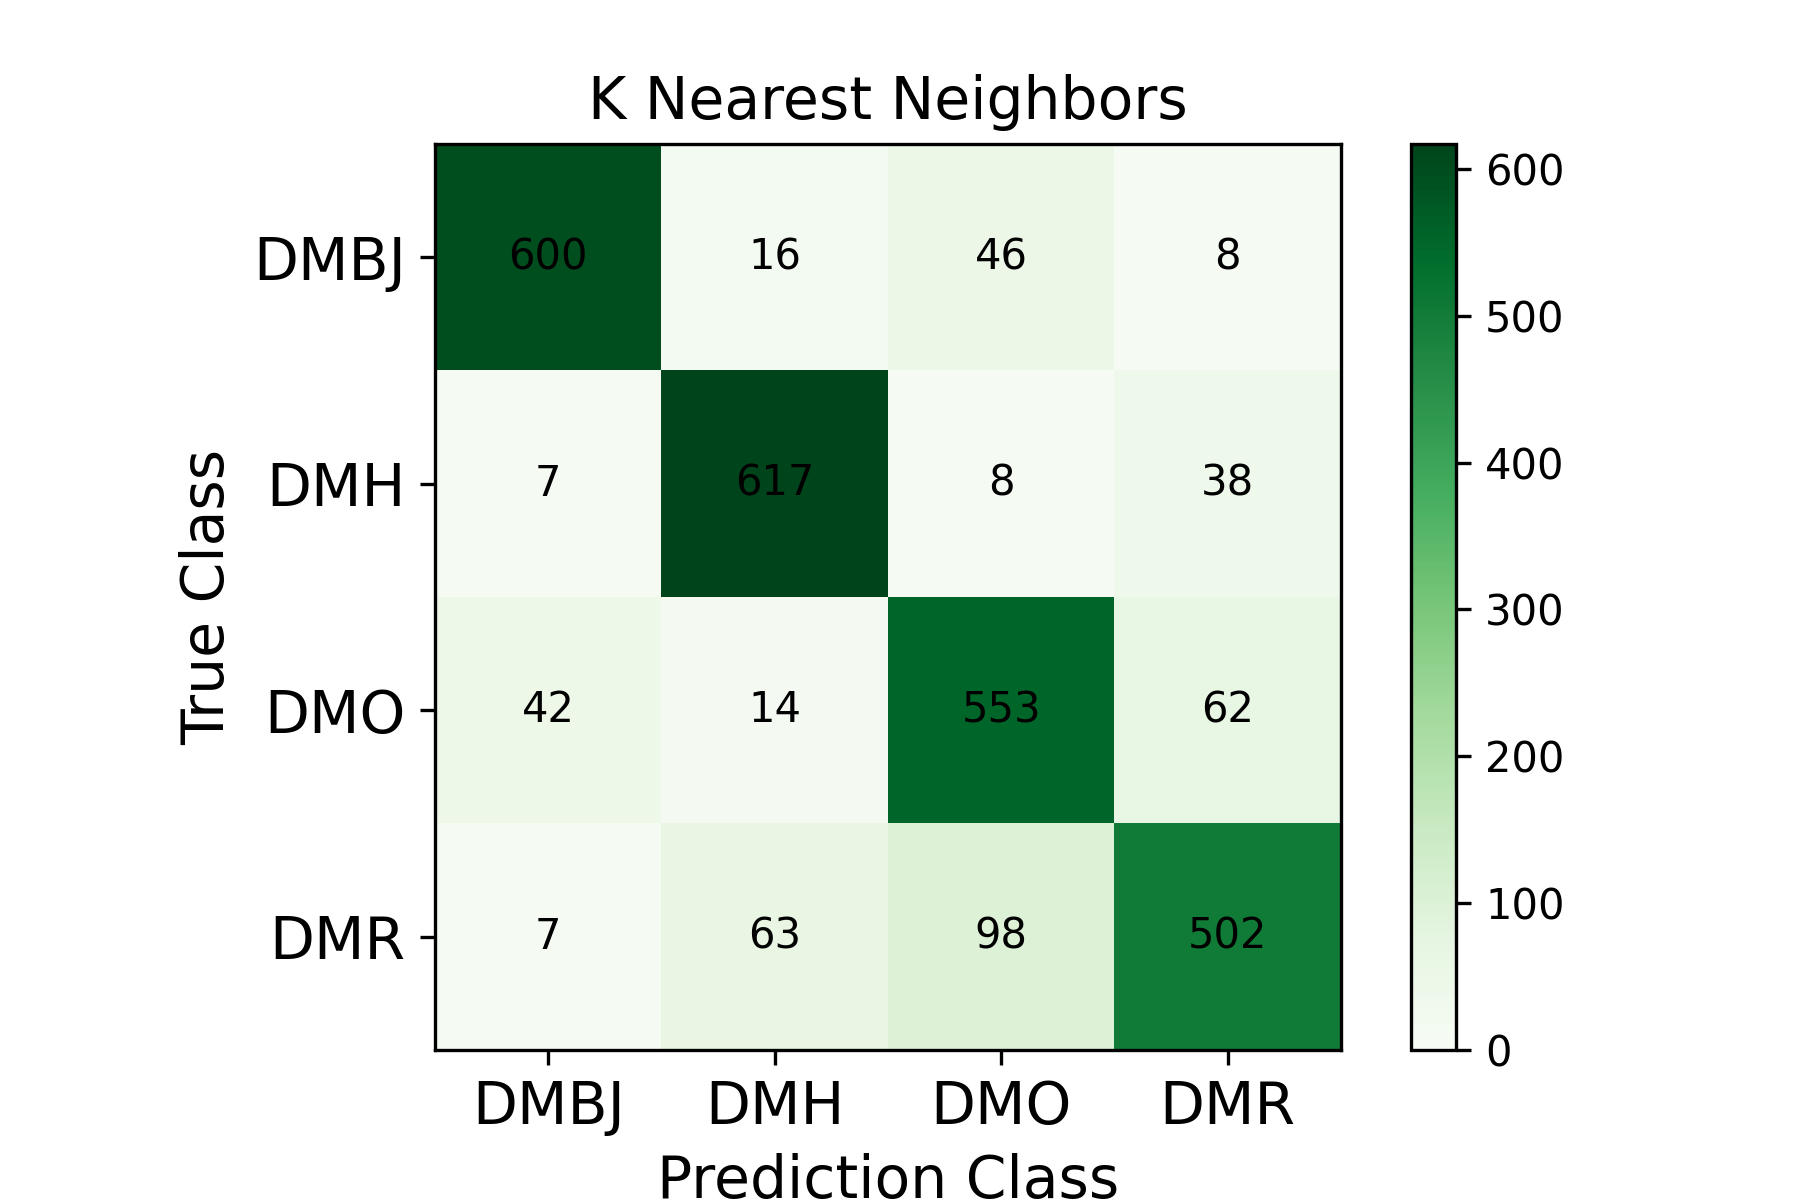 K Nearest Neighbors
DMBJ 600 16 46 8
DMH 7 617 8 38
DMO 42 14 553 62
DMR 7 63 98 502
DMBJ DMH DMO DMR
Prediction Class
True Class
600
500
400
300
200
100
0